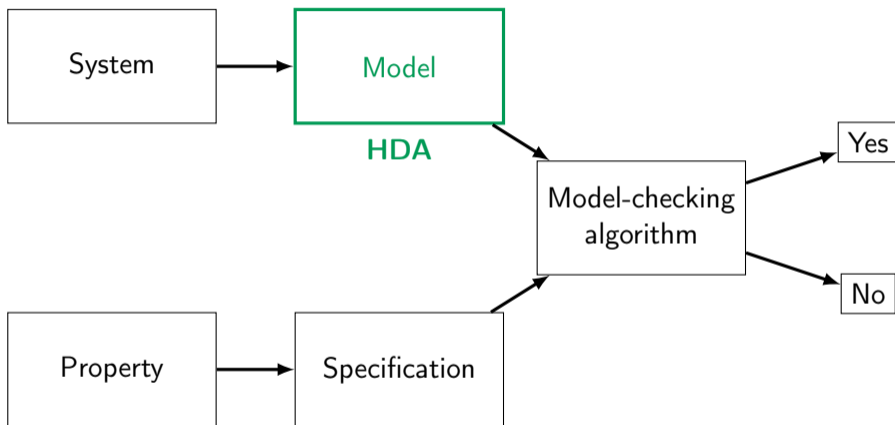 System
Model
HDA
Yes
Model-checking
algorithm
No
Property
Specification